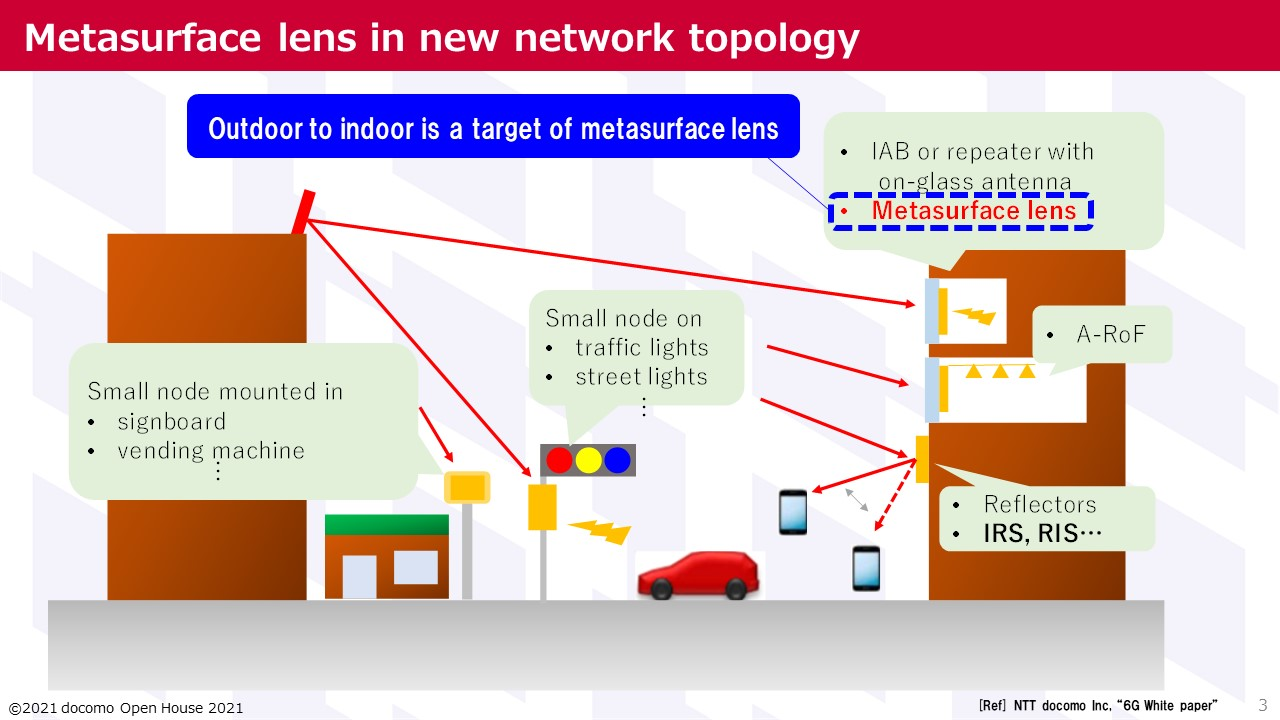 Metasurface lens in new network topology
Outdoor to indoor is a target of metasurface lens
• IAB or repeater with
on-glass antenna
• Metasurface lens
Small node on
• traffic lights
• street lights
⋮
• A-RoF
Small node mounted in
• signboard
• vending machine
⋮
• Reflectors
• IRS, RIS…
©2021 docomo Open House 2021
[Ref] NTT docomo Inc, “6G White paper”
3